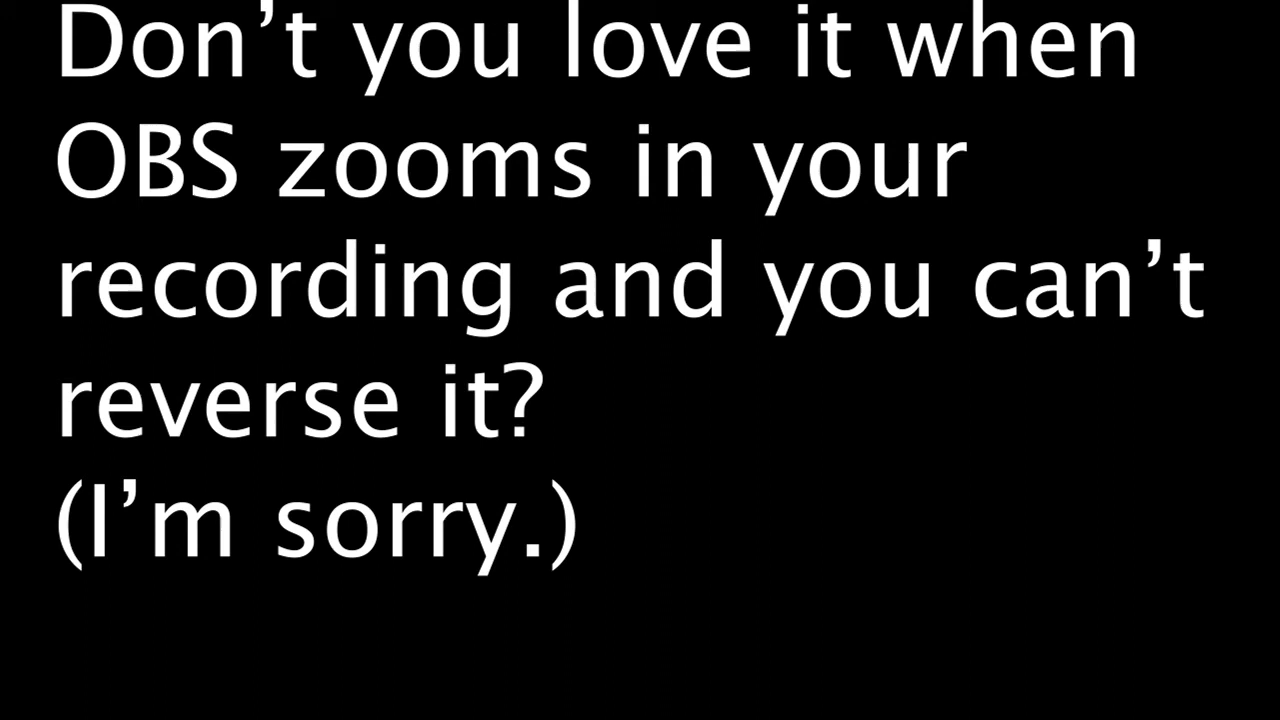 Don’t you love it when
OBS zooms in your
recording and you can’t
reverse it?
(I’m sorry.)